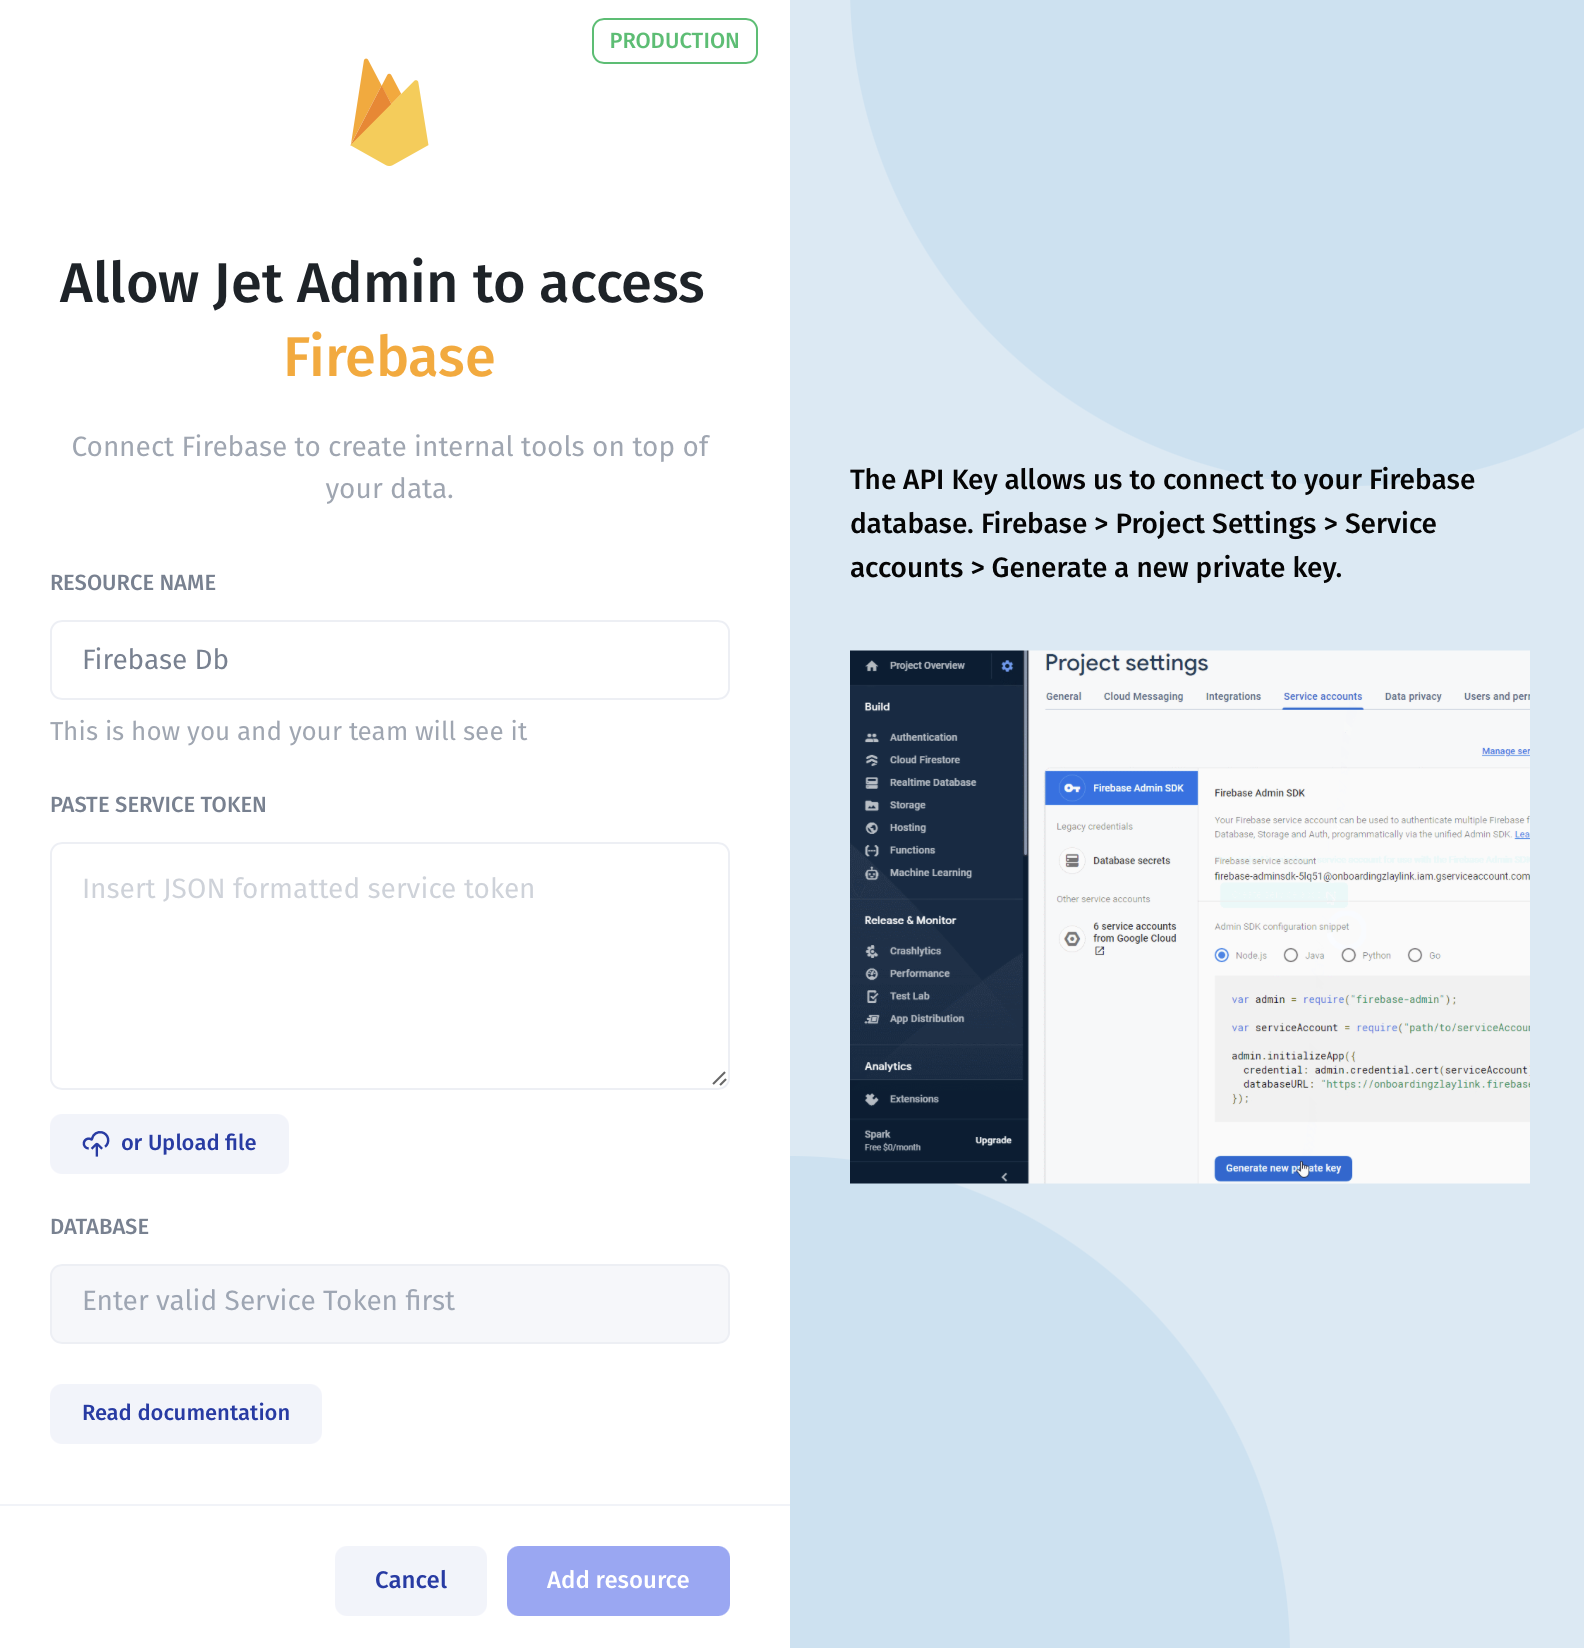 PRODUCTION
Allow Jet Admin to access
Firebase
Connect Firebase to create internal tools on top of
your data.
RESOURCE NAME
Firebase Db
This is how you and your team will see it
PASTE SERVICE TOKEN
Insert JSON formatted service token
or Upload file
DATABASE
Enter valid Service Token first
Read documentation
Cancel
Add resource
The API Key allows us to connect to your Firebase
database. Firebase > Project Settings > Service
accounts > Generate a new private key.
Project Overview
Build
Authentication
Cloud Firestore
Realtime Database
Storage
Hosting
Functions
Machine Learning
Release & Monitor
Crashlytics
Performance
Test Lab
App Distribution
Analytics
Extensions
Spark
Free $0/month
Upgrade
Project settings
General Cloud Messaging Integrations Service accounts Data privacy Users and perr
Manage ser
Firebase Admin SDK
Legacy credentials
Database secrets
Other service accounts
6 service accounts
from Google Cloud
Firebase Admin SDK
Your Firebase service account can be used to authenticate multiple Firebase f
Database, Storage and Auth, programmatically via the unified Admin SDK. Lea
Firebase service account
firebase-adminsdk-5lq51@onboardingzlaylink.iam.gserviceaccount.com
Admin SDK configuration snippet
Node.js Java Python Go
var admin = require("firebase-admin");
var serviceAccount = require("path/to/serviceAccou
admin.initializeApp({
credential: admin.credential.cert(serviceAccount
databaseURL: "https://onboardingzlaylink.firebase
});
Generate new private key